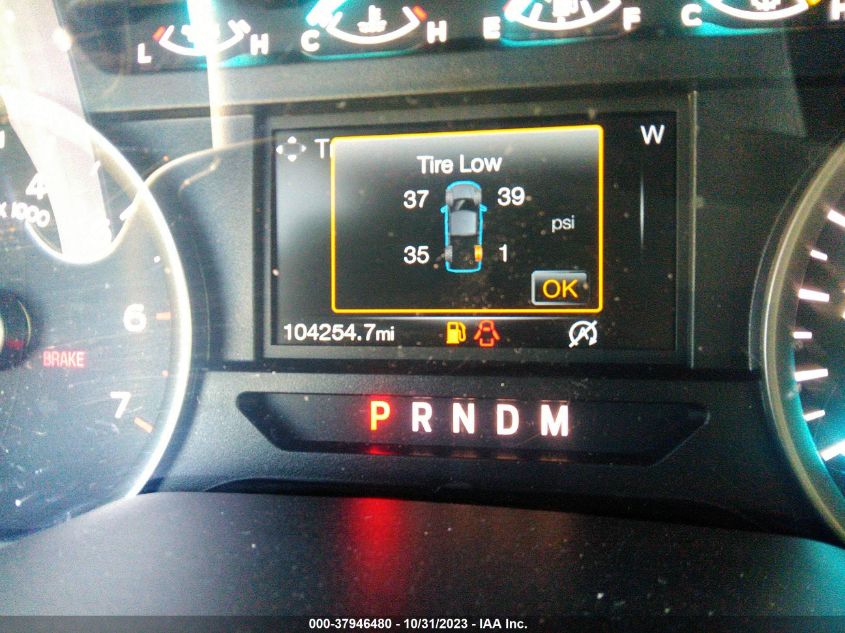 L H C H E F C H
Tire Low
W
37 39
psi
35 1
OK
4
x 1000
5
6
7
BRAKE
104254.7mi
P R N D M
000-37946480 - 10/31/2023 - IAA Inc.